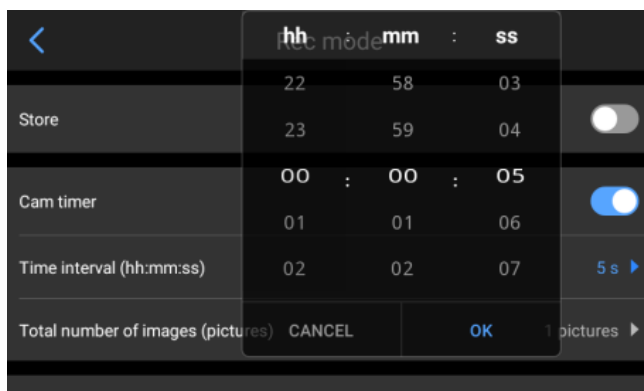 Rec mode
hh : mm : ss
22 58 03
Store
23 59 04
00 : 00 : 05
Cam timer
01 01 06
Time interval (hh:mm:ss)
02 02 07
5 s
Total number of images (pictures)
CANCEL OK
1 pictures